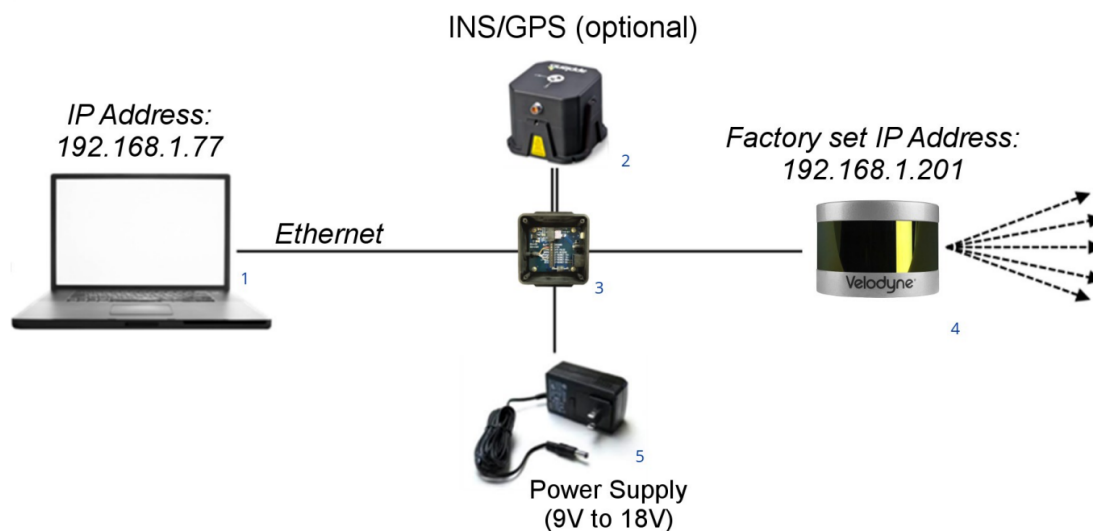 INS/GPS (optional)
IP Address:
192.168.1.77
2
Factory set IP Address:
192.168.1.201
Ethernet
1
3
Velodyne
4
5
Power Supply
(9V to 18V)